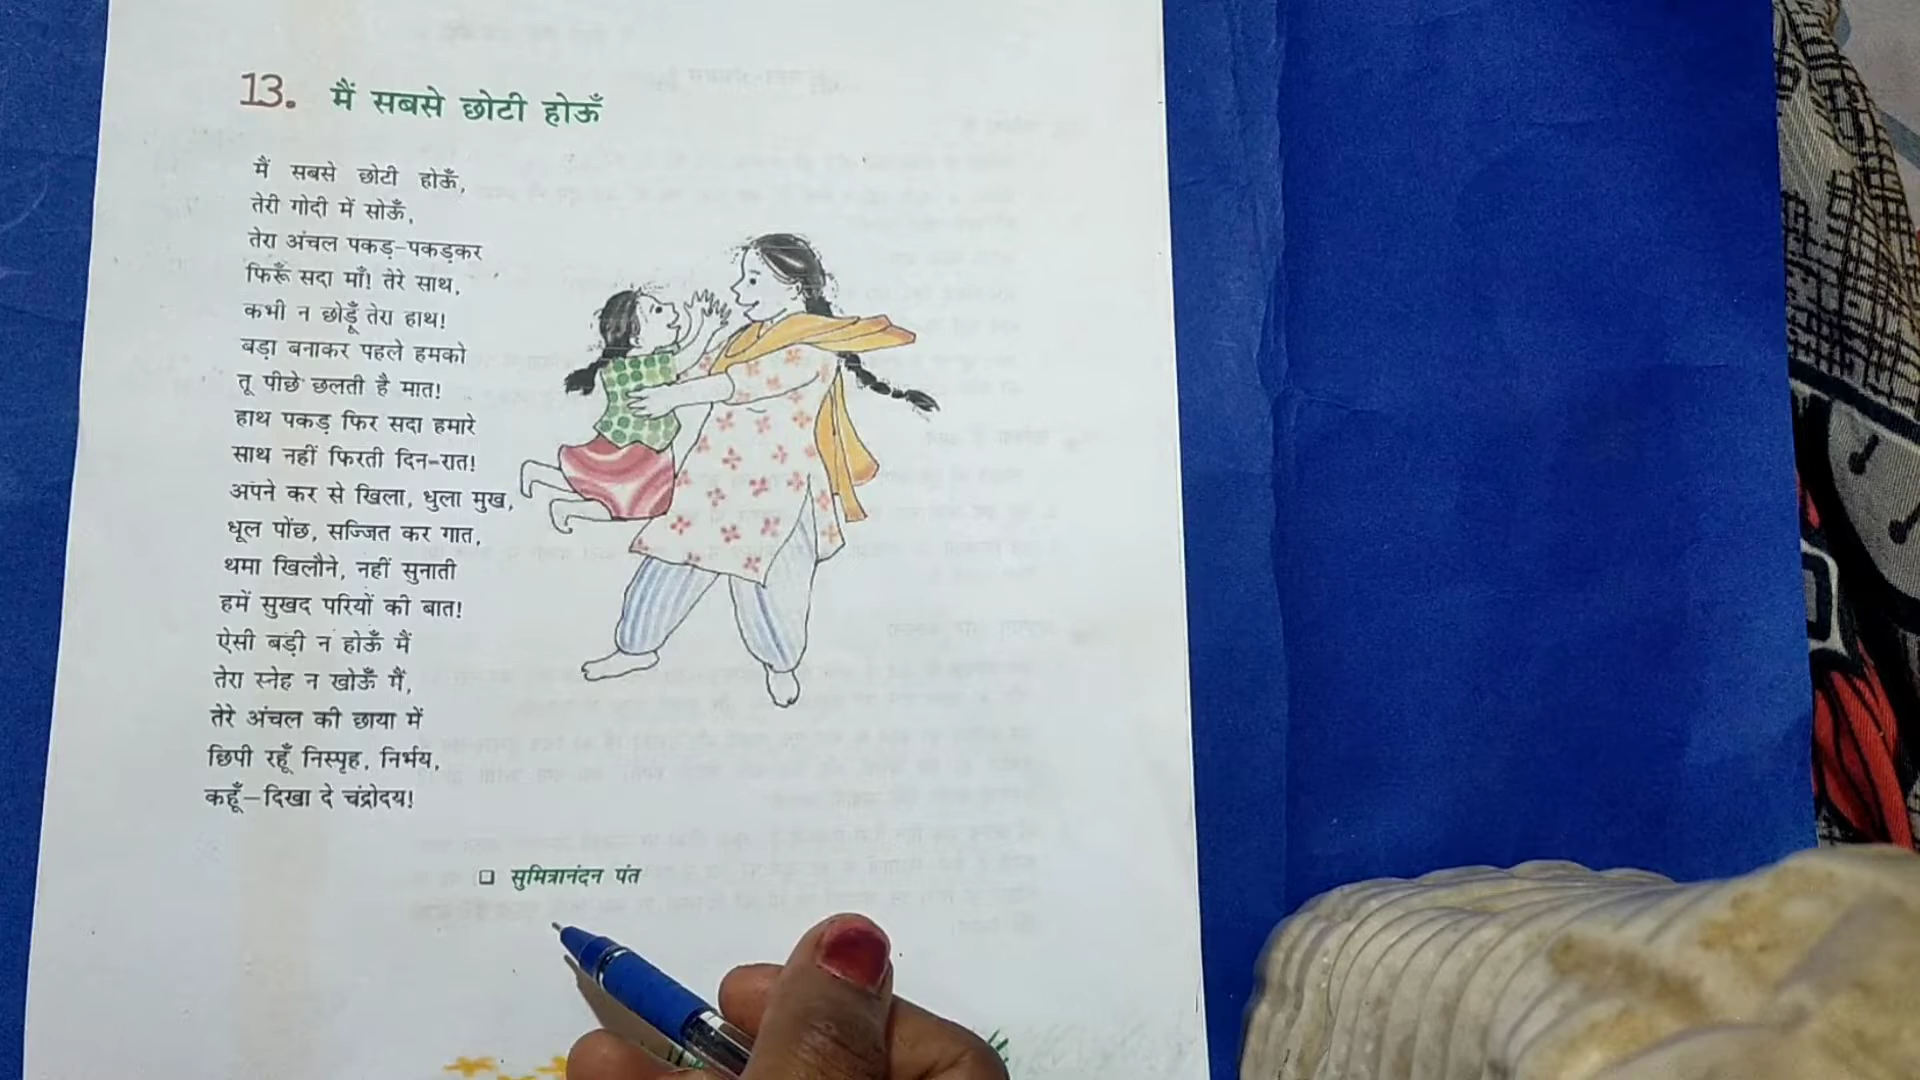 13. मैं सबसे छोटी होऊँ
मैं सबसे छोटी होऊँ,
तेरी गोदी में सोऊँ,
तेरा अंचल पकड़-पकड़कर
फिरूँ सदा माँ! तेरे साथ,
कभी न छोड़ूँ तेरा हाथ!
बड़ा बनाकर पहले हमको
तू पीछे छलती है मात!
हाथ पकड़ फिर सदा हमारे
साथ नहीं फिरती दिन-रात!
अपने कर से खिला, धुला मुख,
धूल पोंछ, सज्जित कर गात,
थमा खिलौने, नहीं सुनाती
हमें सुखद परियों की बात!
ऐसी बड़ी न होऊँ मैं
तेरा स्नेह न खोऊँ मैं,
तेरे अंचल की छाया में
छिपी रहूँ निस्पृह, निर्भय,
कहूँ—दिखा दे चंद्रोदय!
□ सुमित्रानंदन पंत